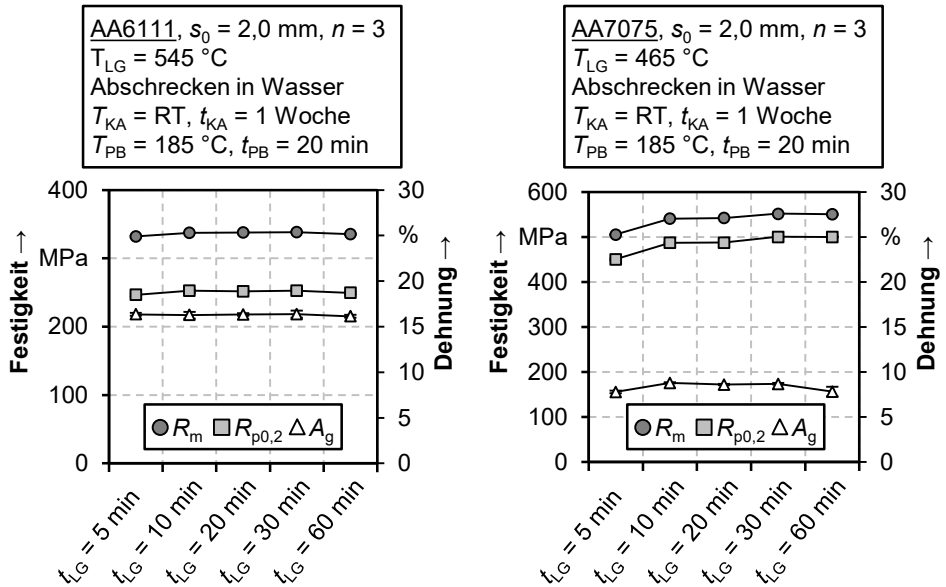 AA6111, s0 = 2,0 mm, n = 3
TLG = 545 °C
Abschrecken in Wasser
TKA = RT, tKA = 1 Woche
TPB = 185 °C, tPB = 20 min
400
MPa
200
100
0
Festigkeit →
30
%
20
15
10
5
0
Dehnung →
Rm Rp0,2 Ag
tLG = 5 min
tLG = 10 min
tLG = 20 min
tLG = 30 min
tLG = 60 min
AA7075, s0 = 2,0 mm, n = 3
TLG = 465 °C
Abschrecken in Wasser
TKA = RT, tKA = 1 Woche
TPB = 185 °C, tPB = 20 min
600
MPa
400
300
200
100
0
Festigkeit →
30
%
20
15
10
5
0
Dehnung →
Rm Rp0,2 Ag
tLG = 5 min
tLG = 10 min
tLG = 20 min
tLG = 30 min
tLG = 60 min